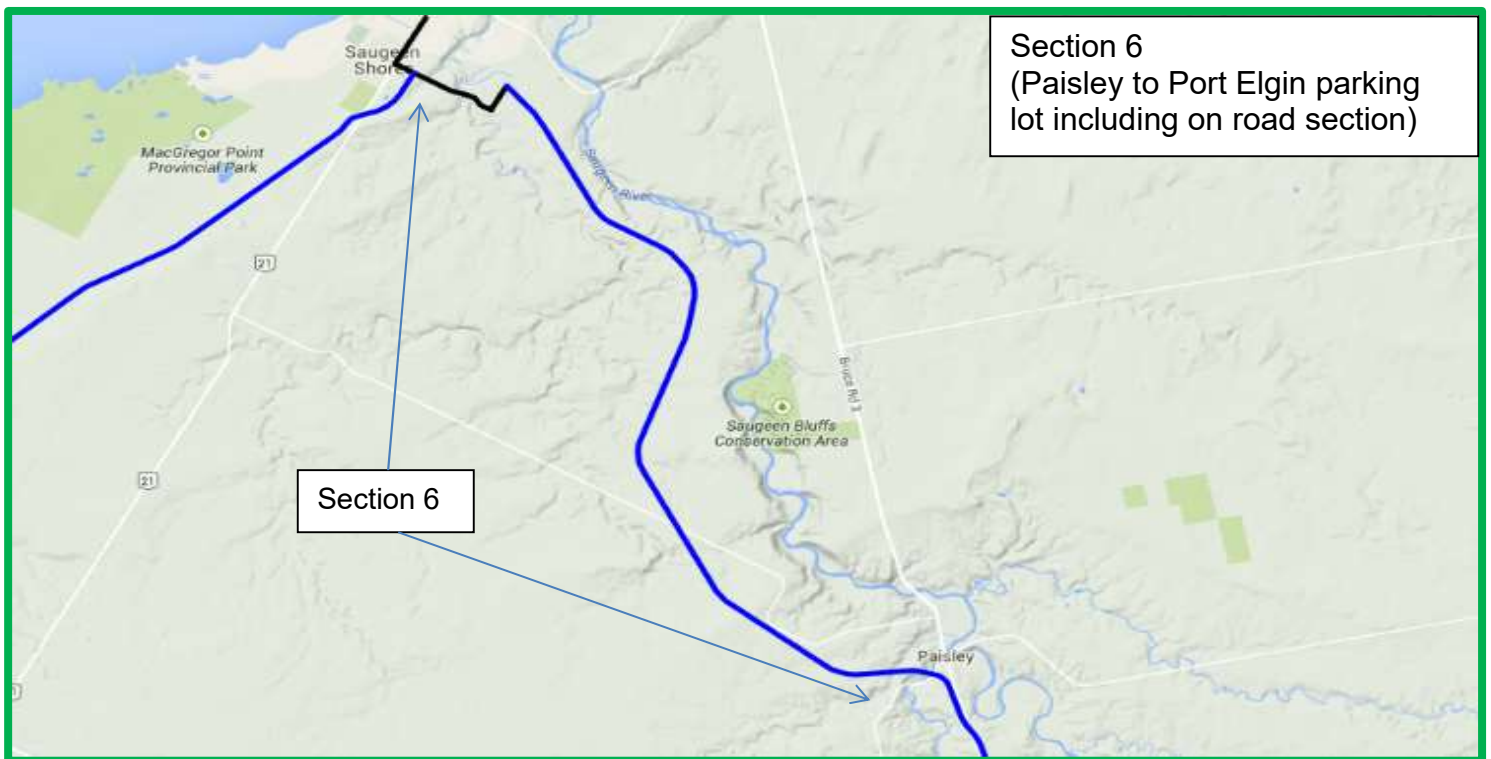 Section 6
(Paisley to Port Elgin parking
lot including on road section)
Saugeen
Shores
MacGregor Point
Provincial Park
Saugeen River
21
Bruce Rd 3
Saugeen Bluffs
Conservation Area
21
Section 6
Paisley